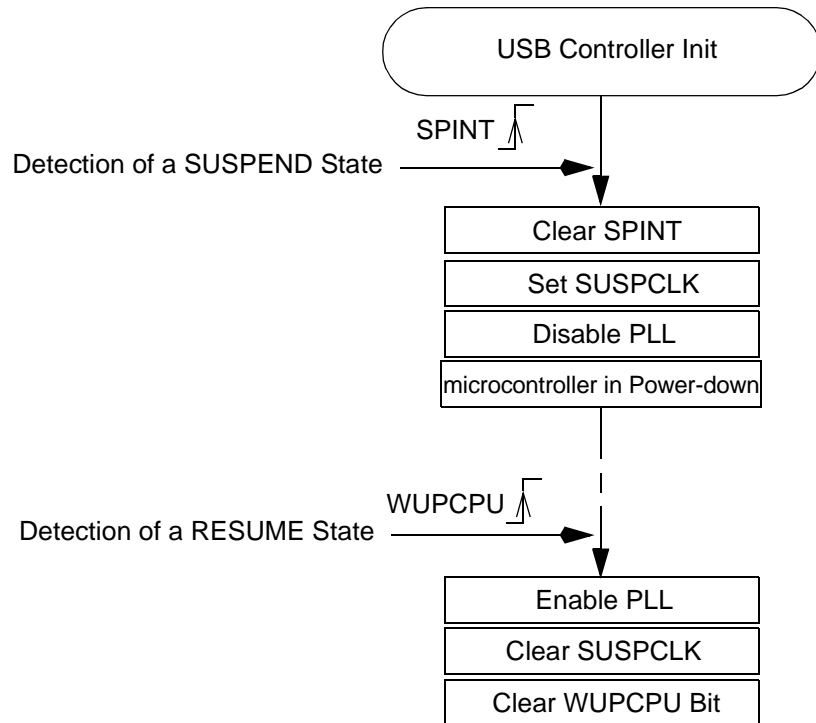 USB Controller Init
SPINT
Detection of a SUSPEND State
Clear SPINT
Set SUSPCLK
Disable PLL
microcontroller in Power-down
WUPCPU
Detection of a RESUME State
Enable PLL
Clear SUSPCLK
Clear WUPCPU Bit